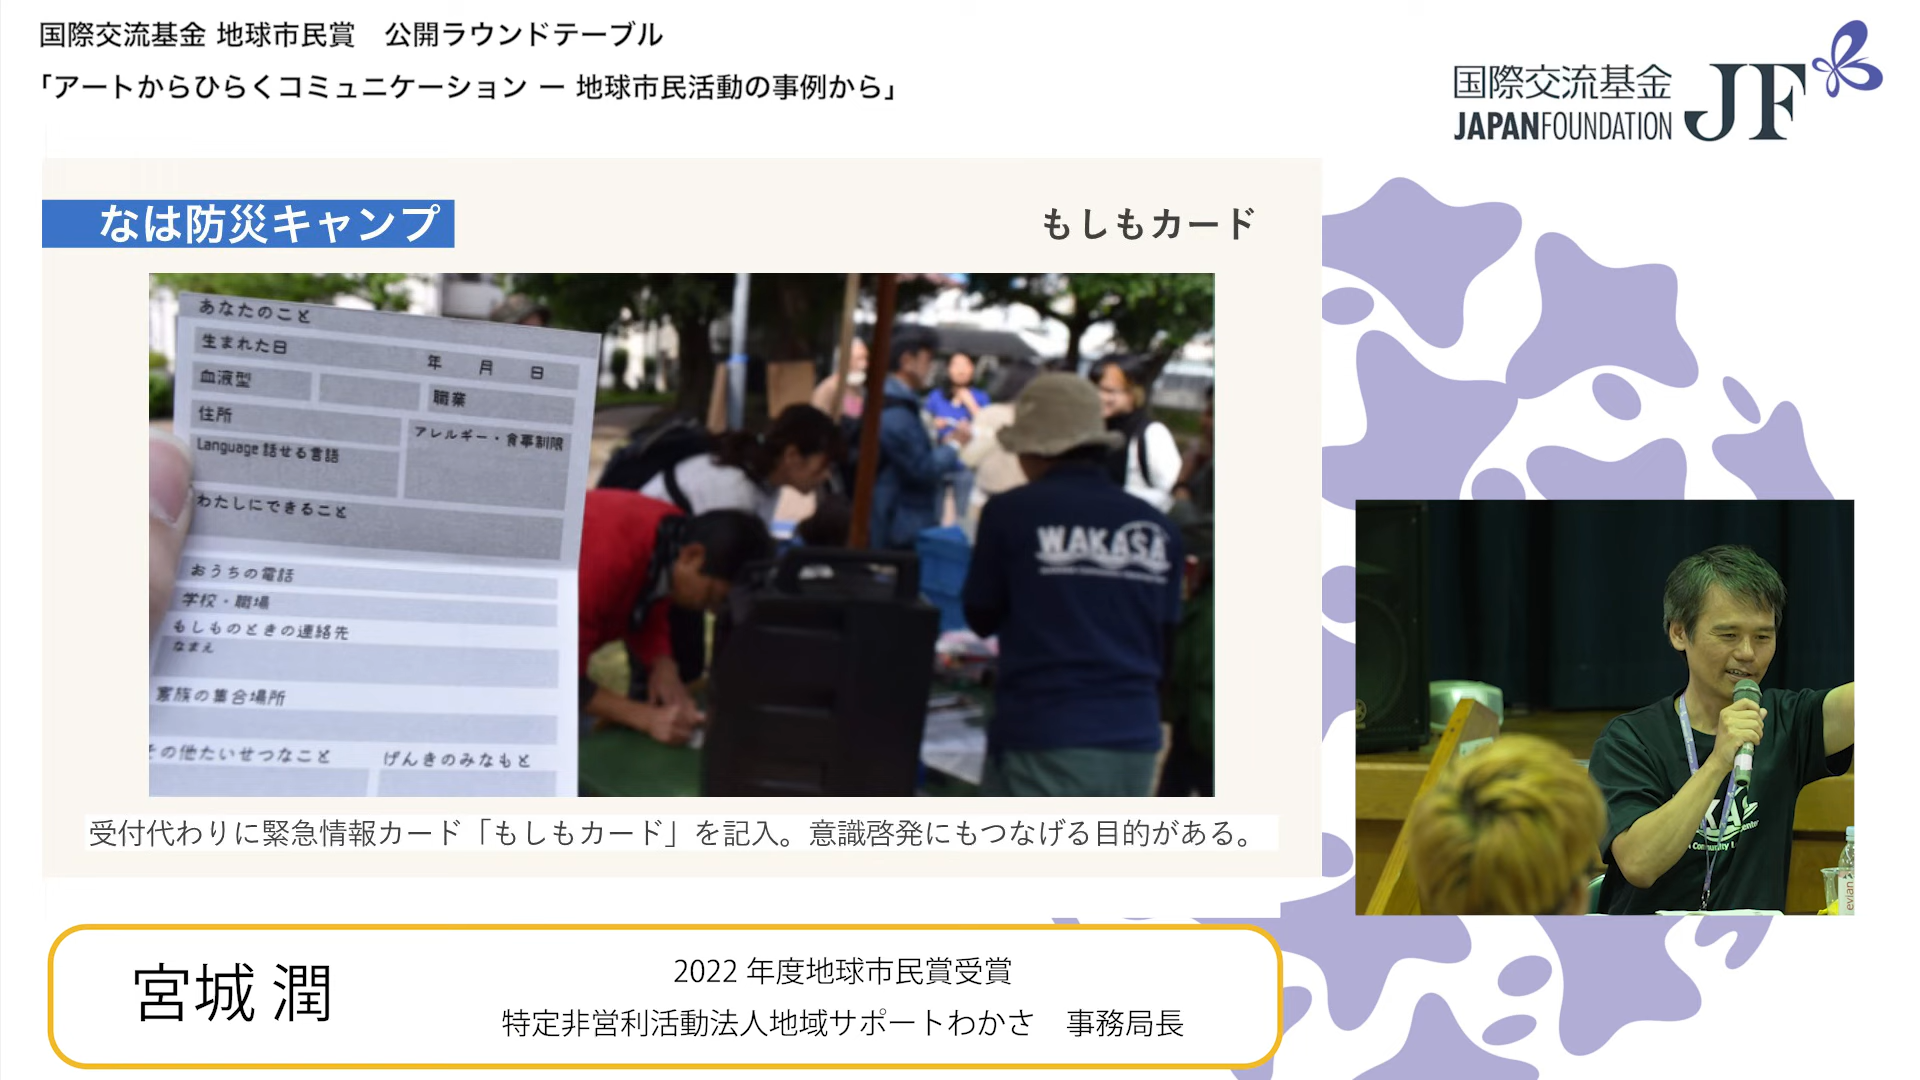 国際交流基金 地球市民賞　公開ラウンドテーブル
「アートからひらくコミュニケーション ー 地球市民活動の事例から」
国際交流基金
JAPANFOUNDATION
JF
なは防災キャンプ
もしもカード
あなたのこと
生まれた日 年 月 日
血液型
職業
住所
アレルギー・食事制限
Language 話せる言語
わたしにできること
おうちの電話
学校・職場
もしものときの連絡先
なまえ
家族の集合場所
その他たいせつなこと
げんきのみなもと
WAKASA
受付代わりに緊急情報カード「もしもカード」を記入。意識啓発にもつなげる目的がある。
evian
宮城 潤
2022 年度地球市民賞受賞
特定非営利活動法人地域サポートわかさ　事務局長